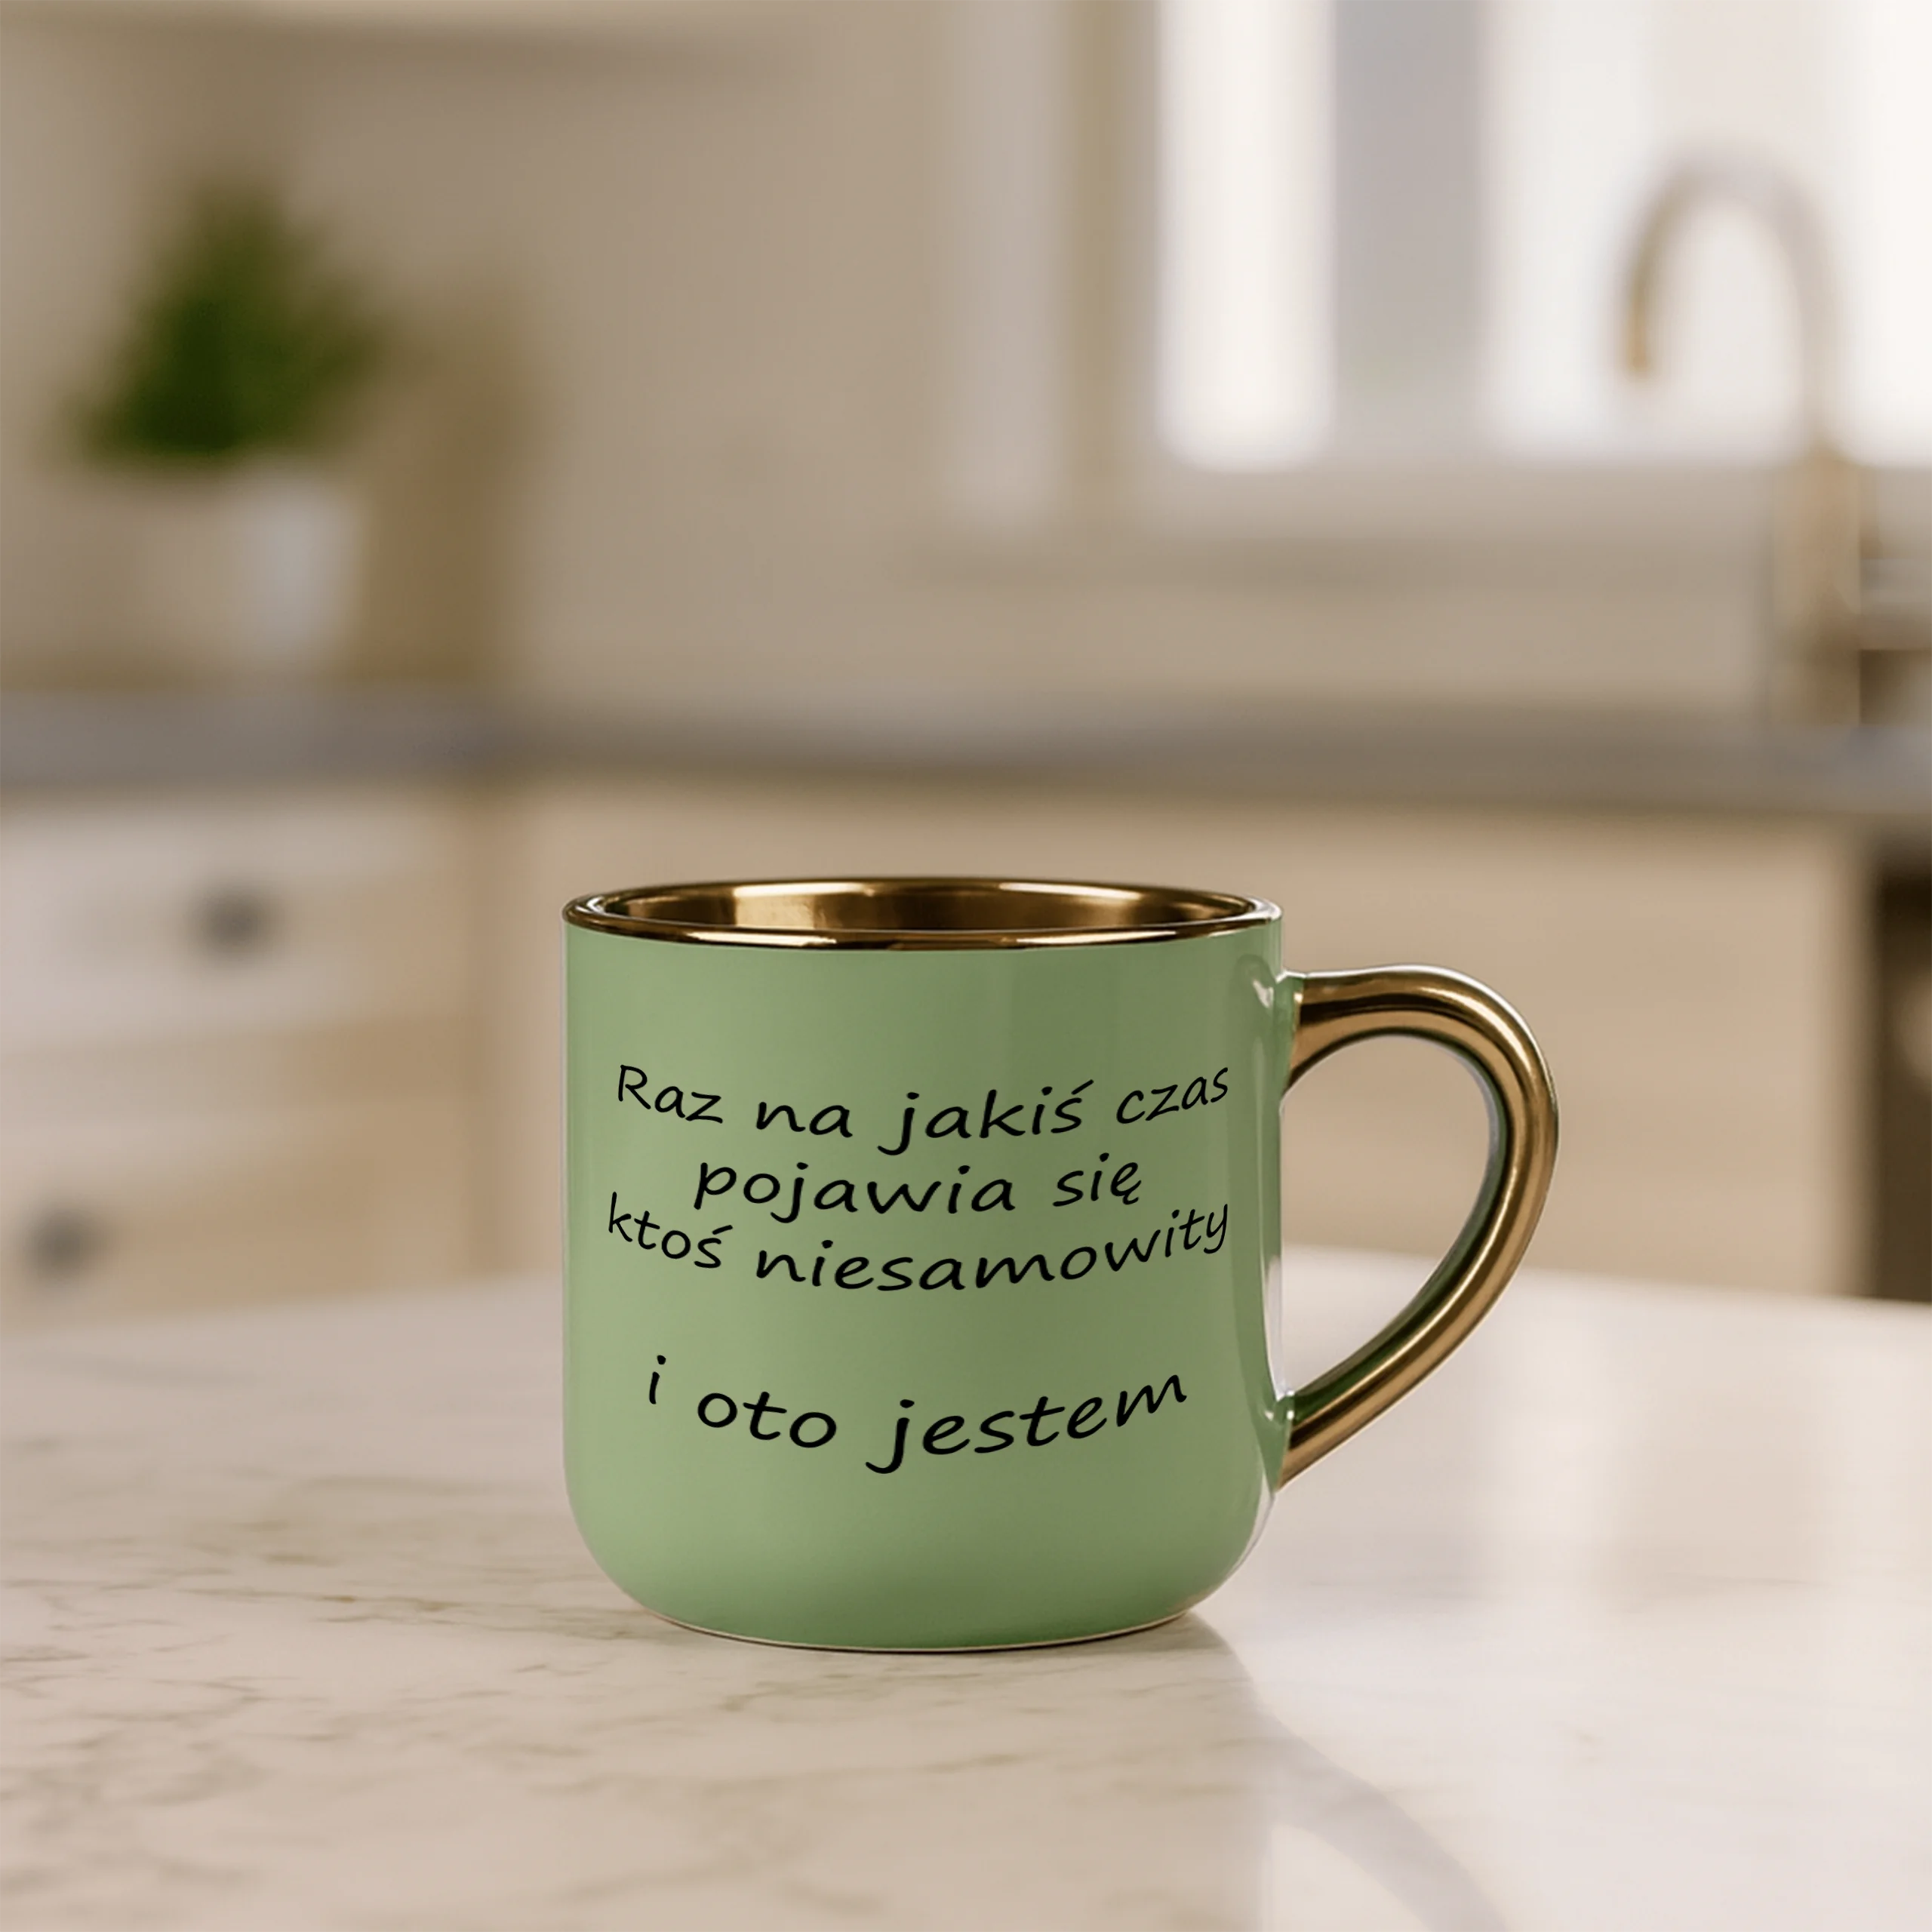 Raz na jakiś czas
pojawia się
ktoś niesamowity
i oto jestem